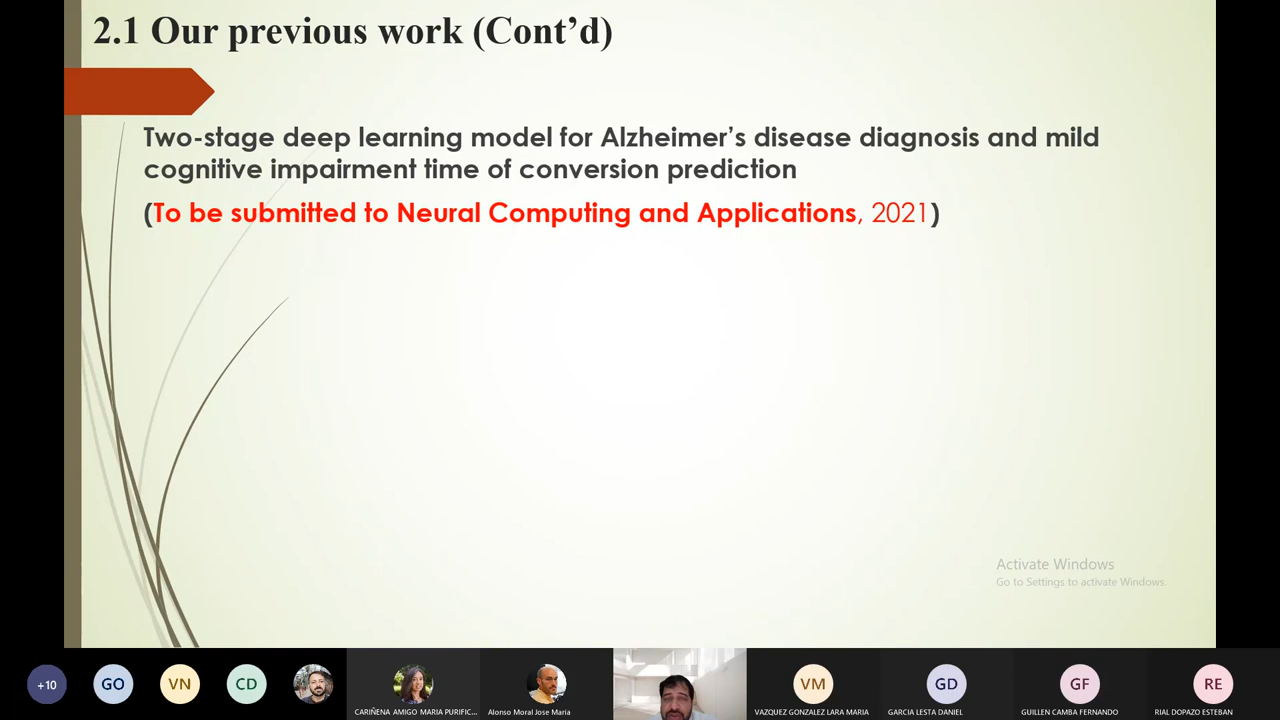 2.1 Our previous work (Cont’d)
Two-stage deep learning model for Alzheimer’s disease diagnosis and mild
cognitive impairment time of conversion prediction
(To be submitted to Neural Computing and Applications, 2021)
Activate Windows
Go to Settings to activate Windows.
+10
GO
VN
CD
VM
GD
GF
RE
CARIÑENA AMIGO MARIA PURIFIC...
Alonso Moral Jose Maria
VAZQUEZ GONZALEZ LARA MARIA
GARCIA LESTA DANIEL
GUILLEN CAMBA FERNANDO
RIAL DOPAZO ESTEBAN